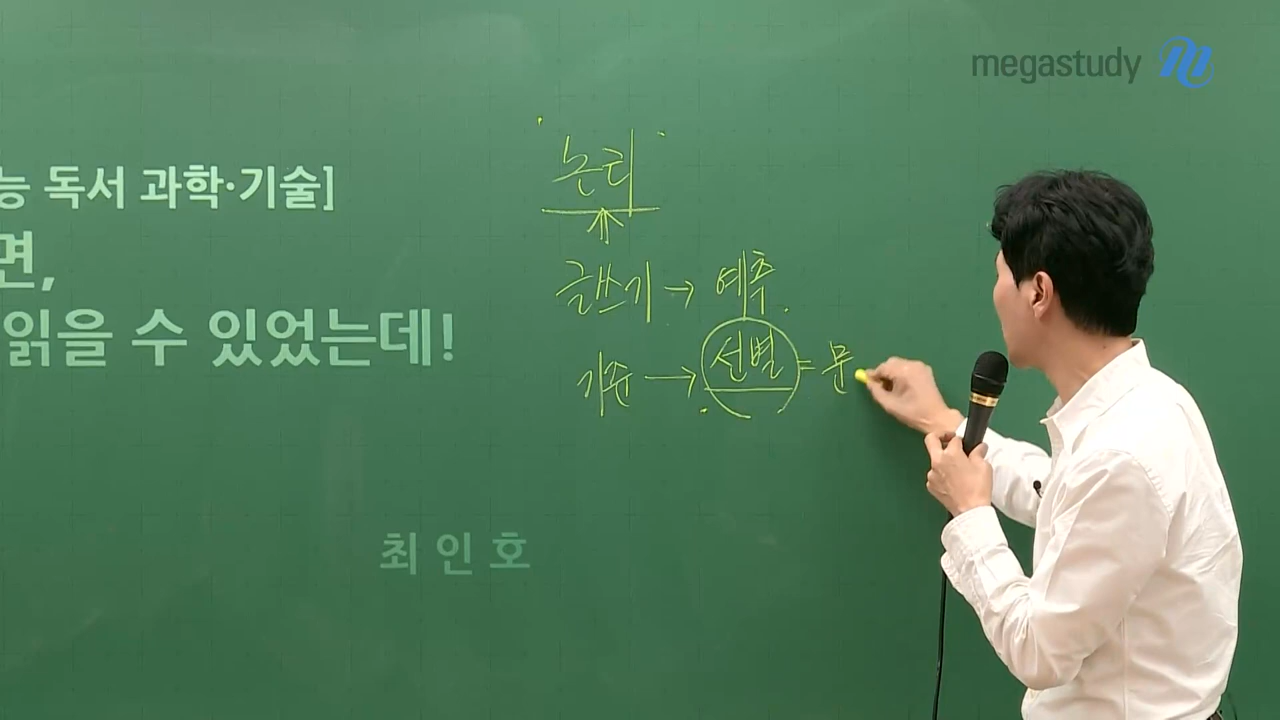 megastudy
능 독서 과학·기술]
면,
읽을 수 있었는데!
최인호
'논리'
글쓰기 → 예측.
기준 → 선별 = 문